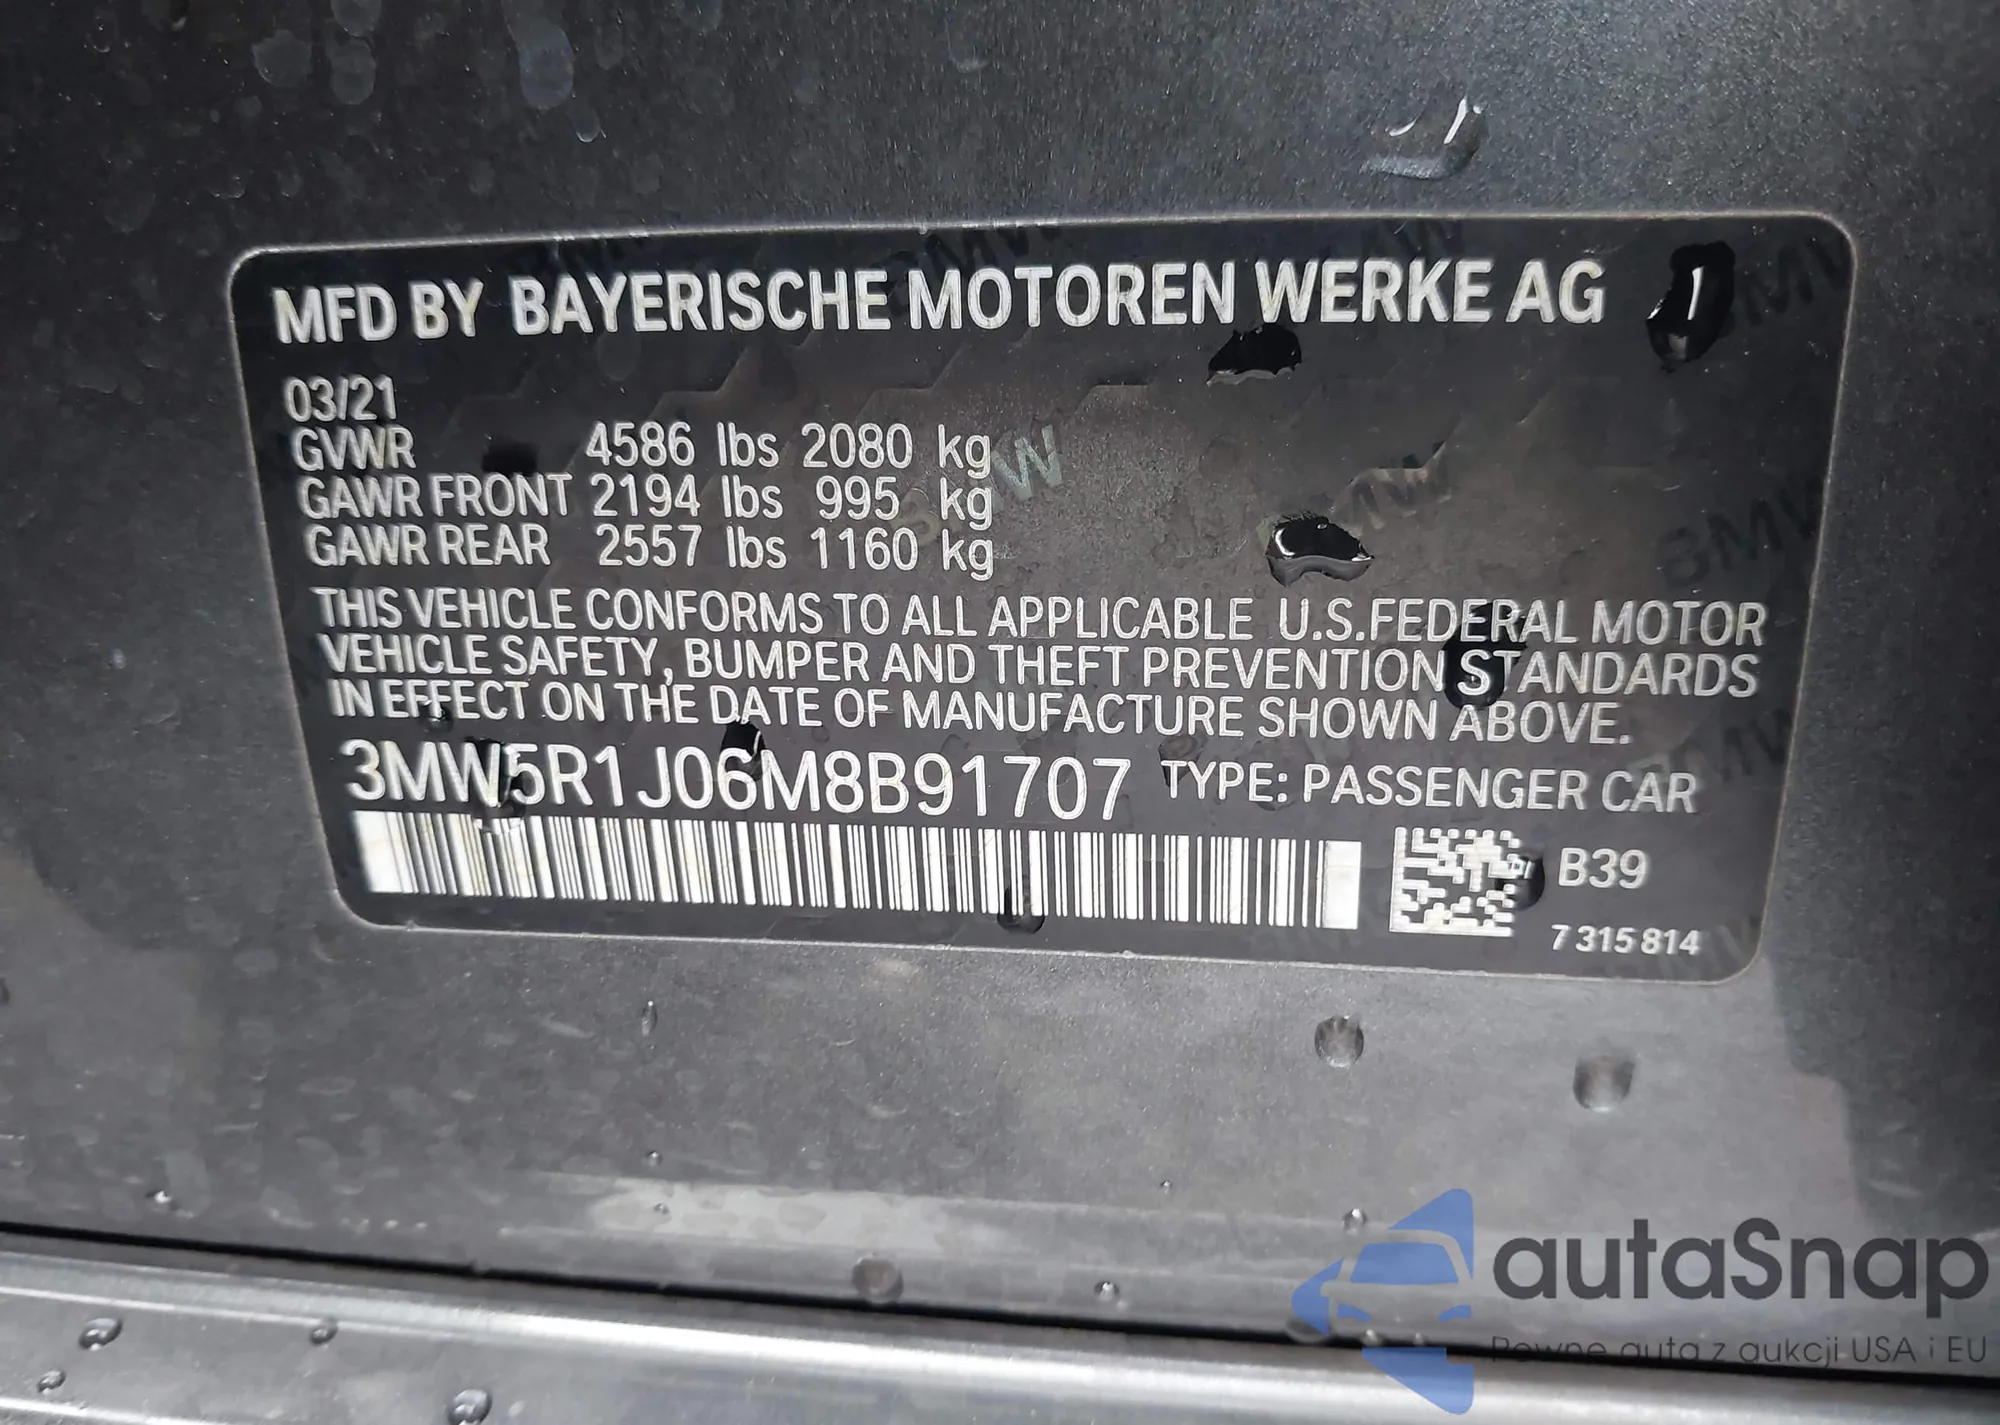 MFD BY BAYERISCHE MOTOREN WERKE AG
03/21
GVWR 4586 lbs 2080 kg
GAWR FRONT 2194 lbs 995 kg
GAWR REAR 2557 lbs 1160 kg
THIS VEHICLE CONFORMS TO ALL APPLICABLE U.S.FEDERAL MOTOR
VEHICLE SAFETY, BUMPER AND THEFT PREVENTION STANDARDS
IN EFFECT ON THE DATE OF MANUFACTURE SHOWN ABOVE.
3MW5R1J06M8B91707 TYPE: PASSENGER CAR
B39
7 315 814
BMW
autaSnap
Pewne auta z aukcji USA i EU